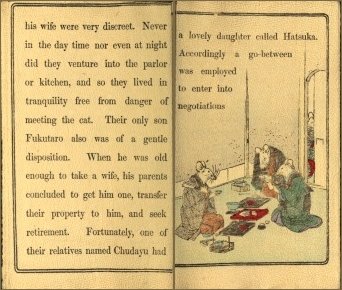 his wife were very discreet. Never
in the day time nor even at night
did they venture into the parlor
or kitchen, and so they lived in
tranquility free from danger of
meeting the cat. Their only son
Fukutaro also was of a gentle
disposition. When he was old
enough to take a wife, his parents
concluded to get him one, transfer
their property to him, and seek
retirement. Fortunately, one of
their relatives named Chudayu had
a lovely daughter called Hatsuka.
Accordingly a go-between
was employed
to enter into
negotiations